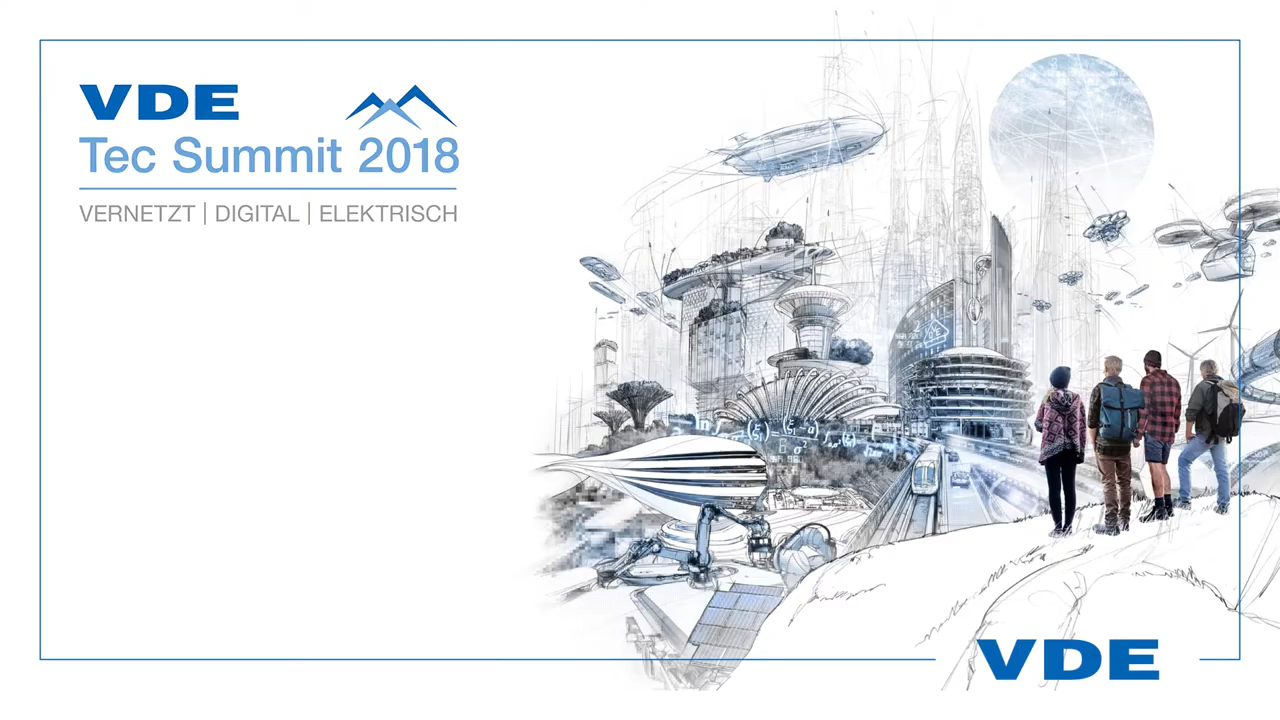 VDE
Tec Summit 2018
VERNETZT | DIGITAL | ELEKTRISCH
VDE